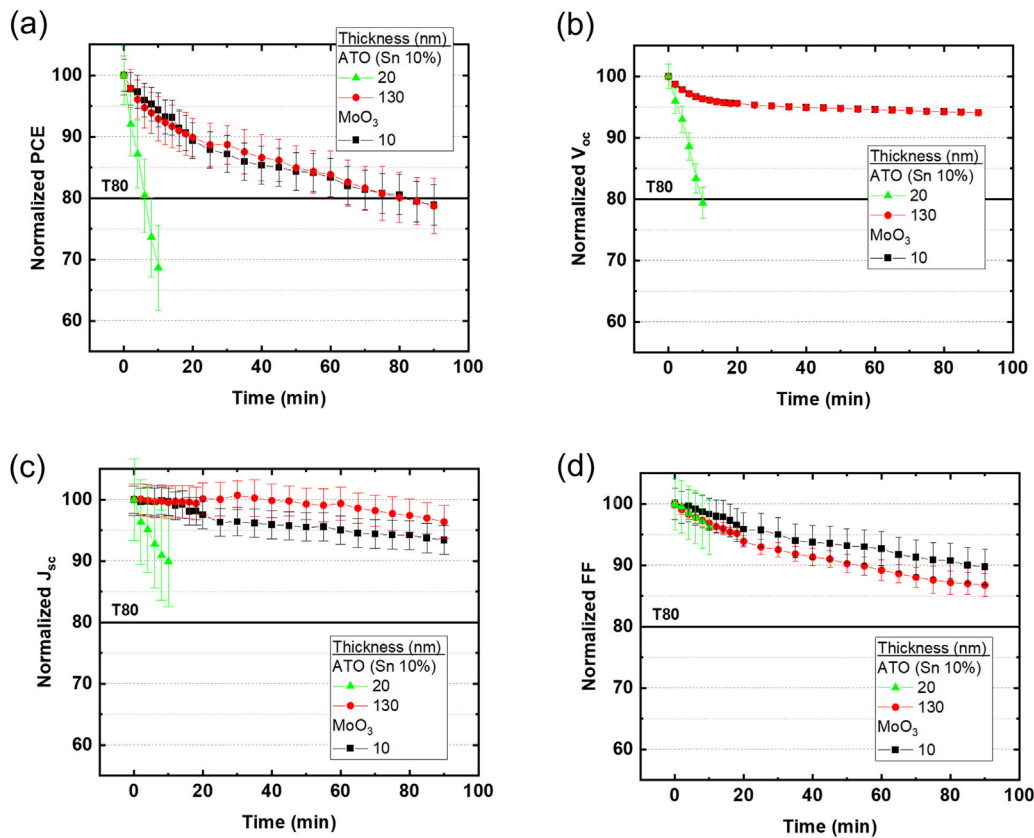 (a)
Normalized PCE
100
90
80
70
60
T80
Thickness (nm)
ATO (Sn 10%)
20
130
MoO3
10
0 20 40 60 80 100
Time (min)
(b)
Normalized Voc
100
90
80
70
60
T80
Thickness (nm)
ATO (Sn 10%)
20
130
MoO3
10
0 20 40 60 80 100
Time (min)
(c)
Normalized Jsc
100
90
80
70
60
T80
Thickness (nm)
ATO (Sn 10%)
20
130
MoO3
10
0 20 40 60 80 100
Time (min)
(d)
Normalized FF
100
90
80
70
60
T80
Thickness (nm)
ATO (Sn 10%)
20
130
MoO3
10
0 20 40 60 80 100
Time (min)